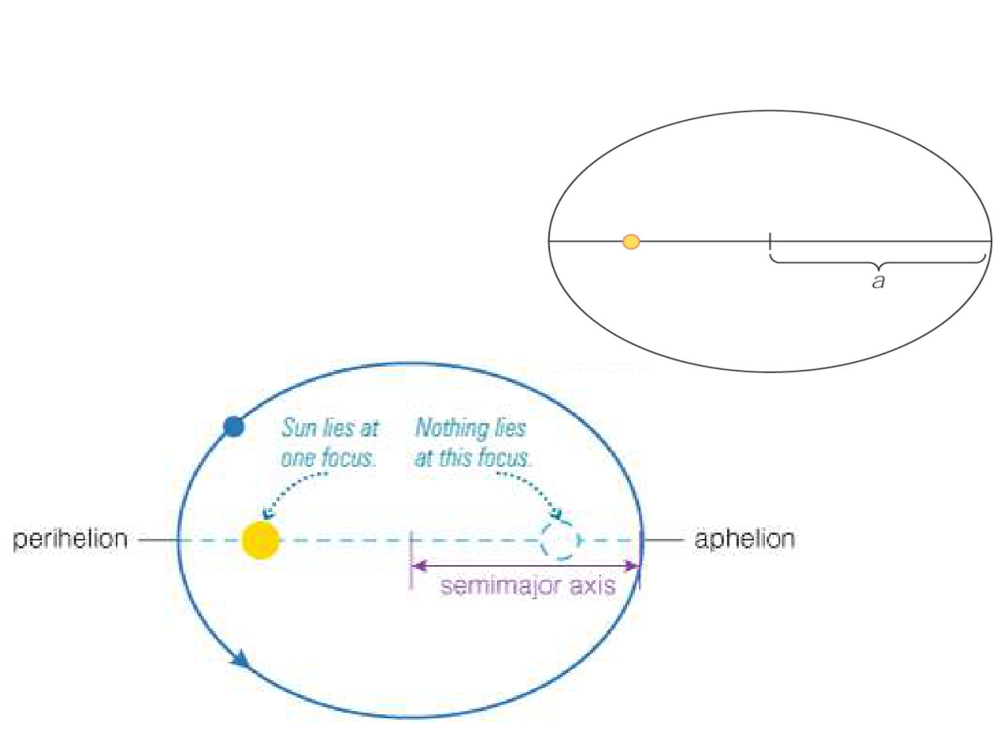 a
Sun lies at
one focus.
Nothing lies
at this focus.
perihelion
aphelion
semimajor axis